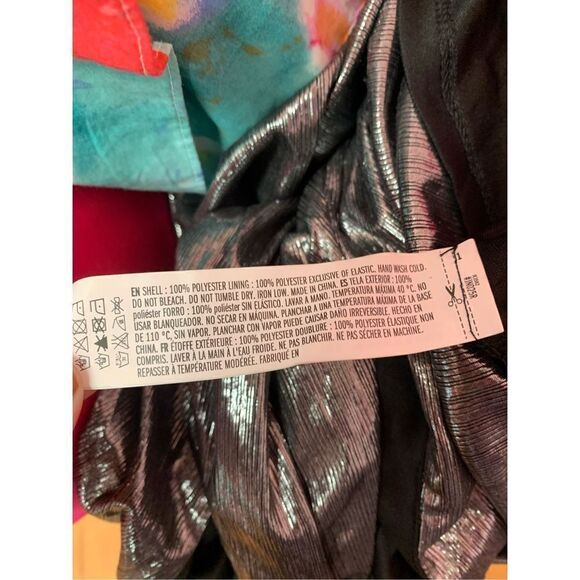 EN SHELL : 100% POLYESTER LINING : 100% POLYESTER EXCLUSIVE OF ELASTIC. HAND WASH COLD.
DO NOT BLEACH. DO NOT TUMBLE DRY. IRON LOW. MADE IN CHINA. ES TELA EXTERIOR : 100%
poliéster FORRO : 100% poliéster SIN ELASTICO. LAVAR A MANO. TEMPERATURA MAXIMA 40 °C. NO
USAR BLANQUEADOR. NO SECAR EN MÁQUINA. PLANCHAR A UNA TEMPERATURA MÁXIMA DE LA BASE
DE 110 °C, SIN VAPOR. PLANCHAR CON VAPOR PUEDE CAUSAR DAÑO IRREVERSIBLE. HECHO EN
CHINA. FR ÉTOFFE EXTÉRIEURE : 100% POLYESTER DOUBLURE : 100% POLYESTER ÉLASTIQUE NON
COMPRIS. LAVER À LA MAIN À L'EAU FROIDE. NE PAS BLANCHIR. NE PAS SÉCHER EN MACHINE.
REPASSER À TEMPÉRATURE MODÉRÉE. FABRIQUÉ EN